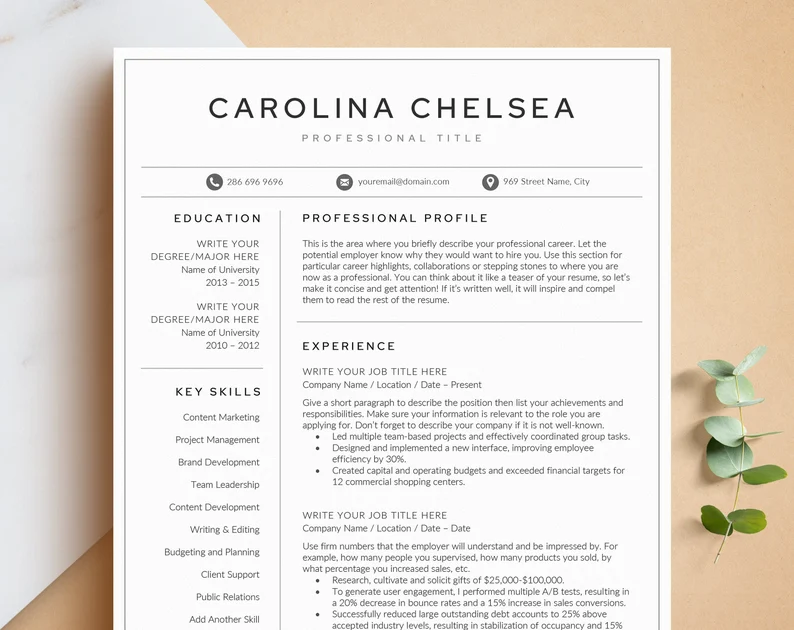 CAROLINA CHELSEA
PROFESSIONAL TITLE
286 696 9696
youremail@domain.com
969 Street Name, City
EDUCATION
WRITE YOUR
DEGREE/MAJOR HERE
Name of University
2013 – 2015
WRITE YOUR
DEGREE/MAJOR HERE
Name of University
2010 – 2012
KEY SKILLS
Content Marketing
Project Management
Brand Development
Team Leadership
Content Development
Writing & Editing
Budgeting and Planning
Client Support
Public Relations
Add Another Skill
PROFESSIONAL PROFILE
This is the area where you briefly describe your professional career. Let the
potential employer know why they would want to hire you. Use this section for
particular career highlights, collaborations or stepping stones to where you are
now as a professional. You can think about it like a teaser of your resume, so let's
make it concise and get attention! If it's written well, it will inspire and compel
them to read the rest of the resume.
EXPERIENCE
WRITE YOUR JOB TITLE HERE
Company Name / Location / Date – Present
Give a short paragraph to describe the position then list your achievements and
responsibilities. Make sure your information is relevant to the role you are
applying for. Don't forget to describe your company if it is not well-known.
• Led multiple team-based projects and effectively coordinated group tasks.
• Designed and implemented a new interface, improving employee
efficiency by 30%.
• Created capital and operating budgets and exceeded financial targets for
12 commercial shopping centers.
WRITE YOUR JOB TITLE HERE
Company Name / Location / Date – Date
Use firm numbers that the employer will understand and be impressed by. For
example, how many people you supervised, how many products you sold, by
what percentage you increased sales, etc.
• Research, cultivate and solicit gifts of $25,000-$100,000.
• To generate user engagement, I performed multiple A/B tests, resulting in
a 20% decrease in bounce rates and a 15% increase in sales conversions.
• Successfully reduced large outstanding debt accounts to 25% above
accepted industry levels, resulting in stabilization of occupancy and 15%